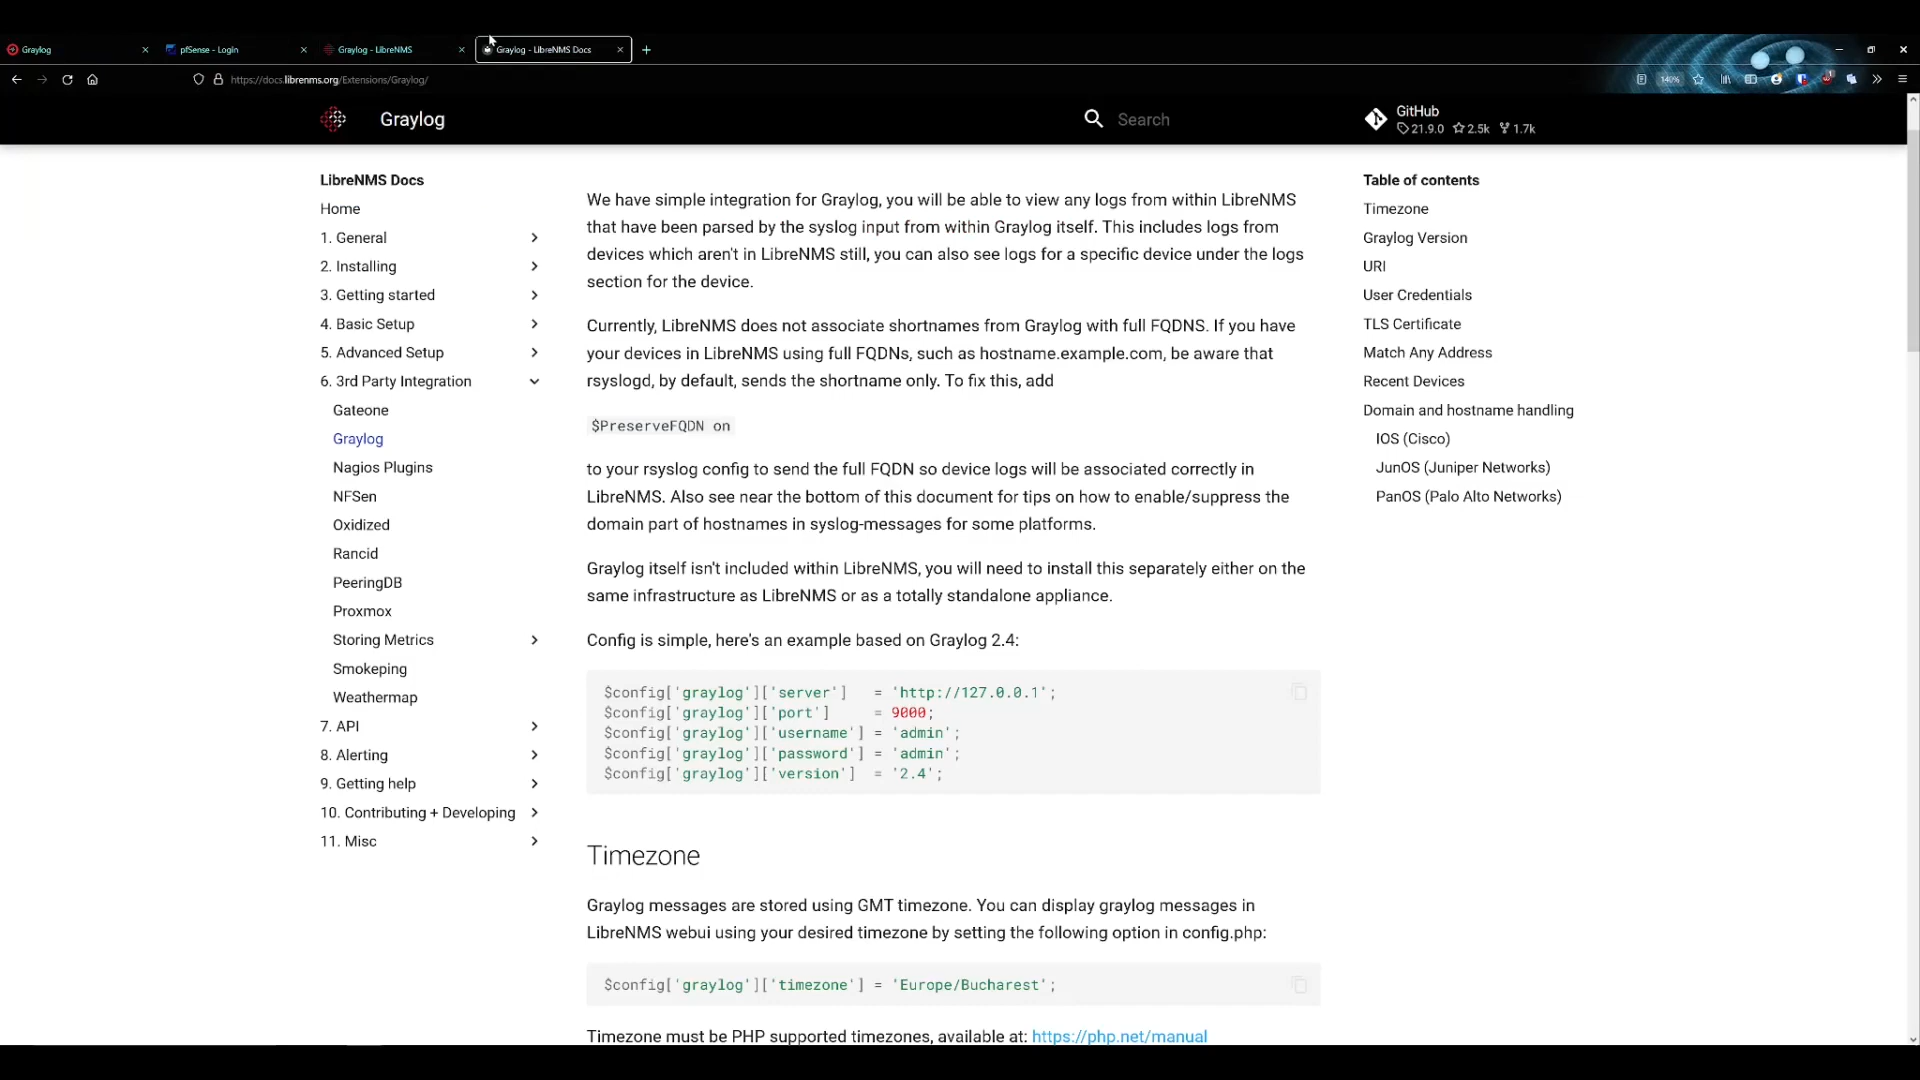 Graylog
pfSense - Login
Graylog - LibreNMS
Graylog - LibreNMS Docs
https://docs.librenms.org/Extensions/Graylog/
140%
Graylog
Search
GitHub
21.9.0 2.5k 1.7k
LibreNMS Docs
Home
1. General
2. Installing
3. Getting started
4. Basic Setup
5. Advanced Setup
6. 3rd Party Integration
Gateone
Graylog
Nagios Plugins
NFSen
Oxidized
Rancid
PeeringDB
Proxmox
Storing Metrics
Smokeping
Weathermap
7. API
8. Alerting
9. Getting help
10. Contributing + Developing
11. Misc
We have simple integration for Graylog, you will be able to view any logs from within LibreNMS
that have been parsed by the syslog input from within Graylog itself. This includes logs from
devices which aren't in LibreNMS still, you can also see logs for a specific device under the logs
section for the device.
Currently, LibreNMS does not associate shortnames from Graylog with full FQDNS. If you have
your devices in LibreNMS using full FQDNs, such as hostname.example.com, be aware that
rsyslogd, by default, sends the shortname only. To fix this, add
$PreserveFQDN on
to your rsyslog config to send the full FQDN so device logs will be associated correctly in
LibreNMS. Also see near the bottom of this document for tips on how to enable/suppress the
domain part of hostnames in syslog-messages for some platforms.
Graylog itself isn't included within LibreNMS, you will need to install this separately either on the
same infrastructure as LibreNMS or as a totally standalone appliance.
Config is simple, here's an example based on Graylog 2.4:
$config['graylog']['server']   = 'http://127.0.0.1';
$config['graylog']['port']     = 9000;
$config['graylog']['username'] = 'admin';
$config['graylog']['password'] = 'admin';
$config['graylog']['version']  = '2.4';
Timezone
Graylog messages are stored using GMT timezone. You can display graylog messages in
LibreNMS webui using your desired timezone by setting the following option in config.php:
$config['graylog']['timezone'] = 'Europe/Bucharest';
Timezone must be PHP supported timezones, available at: https://php.net/manual
Table of contents
Timezone
Graylog Version
URI
User Credentials
TLS Certificate
Match Any Address
Recent Devices
Domain and hostname handling
IOS (Cisco)
JunOS (Juniper Networks)
PanOS (Palo Alto Networks)